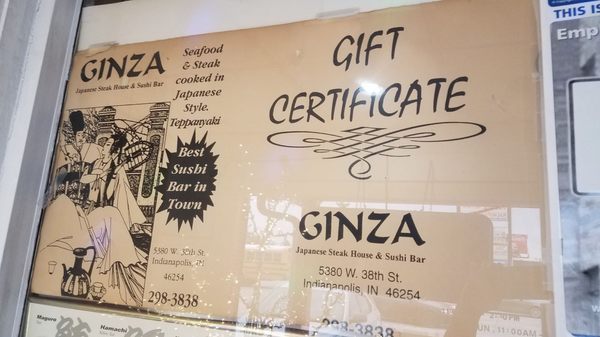 GINZA
Japanese Steak House & Sushi Bar
Seafood
& Steak
cooked in
Japanese
Style.
Teppanyaki
Best
Sushi
Bar in
Town
5380 W. 38th St.
Indianapolis, IN
46254
298-3838
GIFT
CERTIFICATE
GINZA
Japanese Steak House & Sushi Bar
5380 W. 38th St.
Indianapolis, IN 46254
298-3838
THIS IS
Emp
Maguro
Hamachi
11:00AM